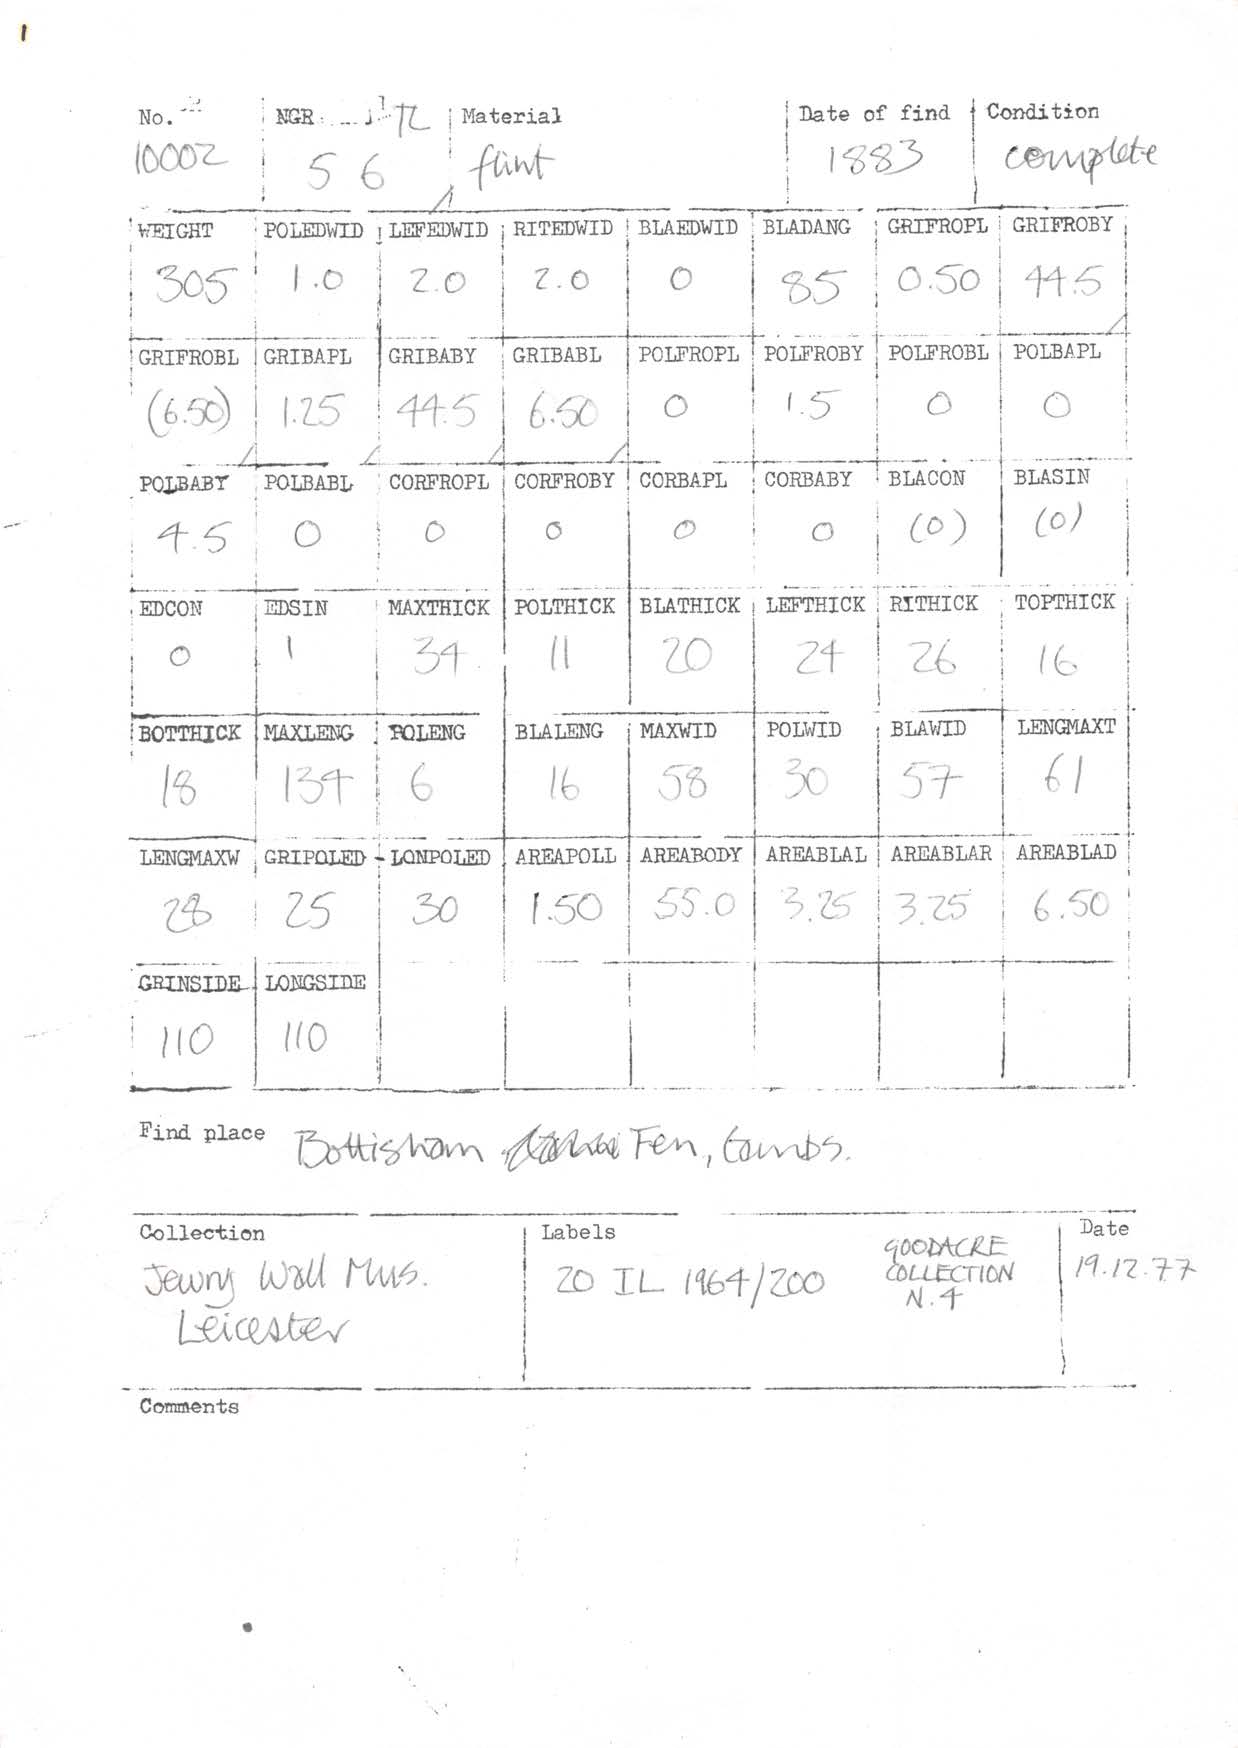 1
No. NGR TL Material Date of find Condition
10002 5 6 flint 1883 complete
WEIGHT POLEDWID LEFEDWID RITEDWID BLAEDWID BLADANG GRIFROPL GRIFROBY
305 1.0 2.0 2.0 0 85 0.50 44.5
GRIFROBL GRIBAPL GRIBABY GRIBABL POLFROPL POLFROBY POLFROBL POLBAPL
(6.50) 1.25 44.5 6.50 0 1.5 0 0
POLBABY POLBABL CORFROPL CORFROBY CORBAPL CORBABY BLACON BLASIN
4.5 0 0 0 0 0 (0) (0)
EDCON EDSIN MAXTHICK POLTHICK BLATHICK LEFTHICK RITHICK TOPTHICK
0 1 34 11 20 24 26 16
BOTTHICK MAXLENG POLENG BLALENG MAXWID POLWID BLAWID LENGMAXT
18 134 6 16 58 30 57 61
LENGMAXW GRIPOLED LONPOLED AREAPOLL AREABODY AREABLAL AREABLAR AREABLAD
28 25 30 1.50 55.0 3.25 3.25 6.50
GRINSIDE LONGSIDE
110 110
Find place Bottisham Fen, Cambs.
Collection Labels Date
Jewry Wall Mus. 20 IL 1964/200 GOODACRE 19.12.77
COLLECTION
N.4
Leicester
Comments